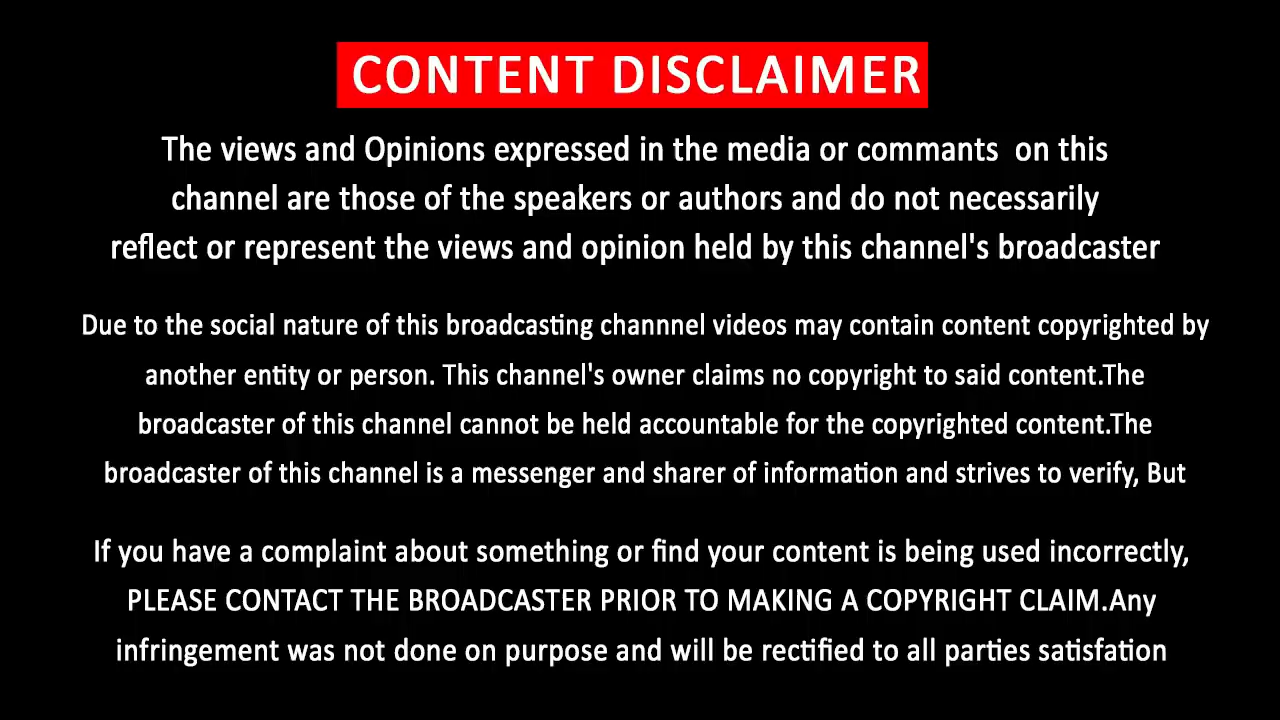 CONTENT DISCLAIMER
The views and Opinions expressed in the media or commants  on this
channel are those of the speakers or authors and do not necessarily
reflect or represent the views and opinion held by this channel's broadcaster
Due to the social nature of this broadcasting channnel videos may contain content copyrighted by
another entity or person. This channel's owner claims no copyright to said content.The
broadcaster of this channel cannot be held accountable for the copyrighted content.The
broadcaster of this channel is a messenger and sharer of information and strives to verify, But
If you have a complaint about something or find your content is being used incorrectly,
PLEASE CONTACT THE BROADCASTER PRIOR TO MAKING A COPYRIGHT CLAIM.Any
infringement was not done on purpose and will be rectified to all parties satisfation